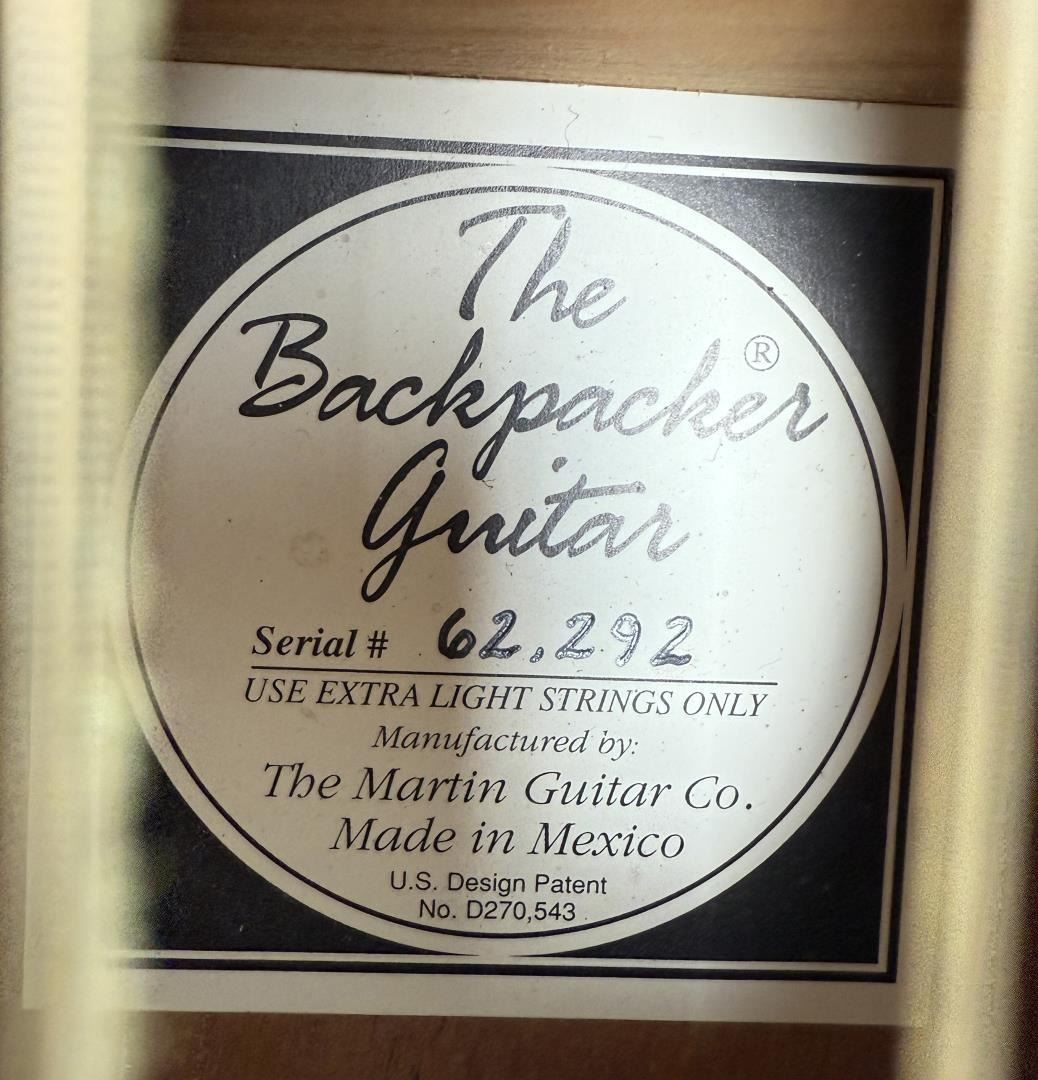 The
Backpacker®
Guitar
Serial # 62,292
USE EXTRA LIGHT STRINGS ONLY
Manufactured by:
The Martin Guitar Co.
Made in Mexico
U.S. Design Patent
No. D270,543